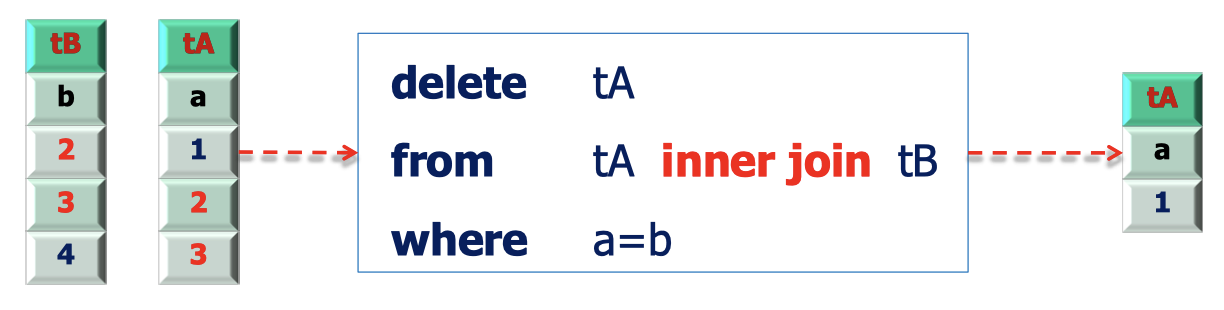 tB
b
2
3
4
tA
a
1
2
3
delete tA
from tA inner join tB
where a=b
tA
a
1